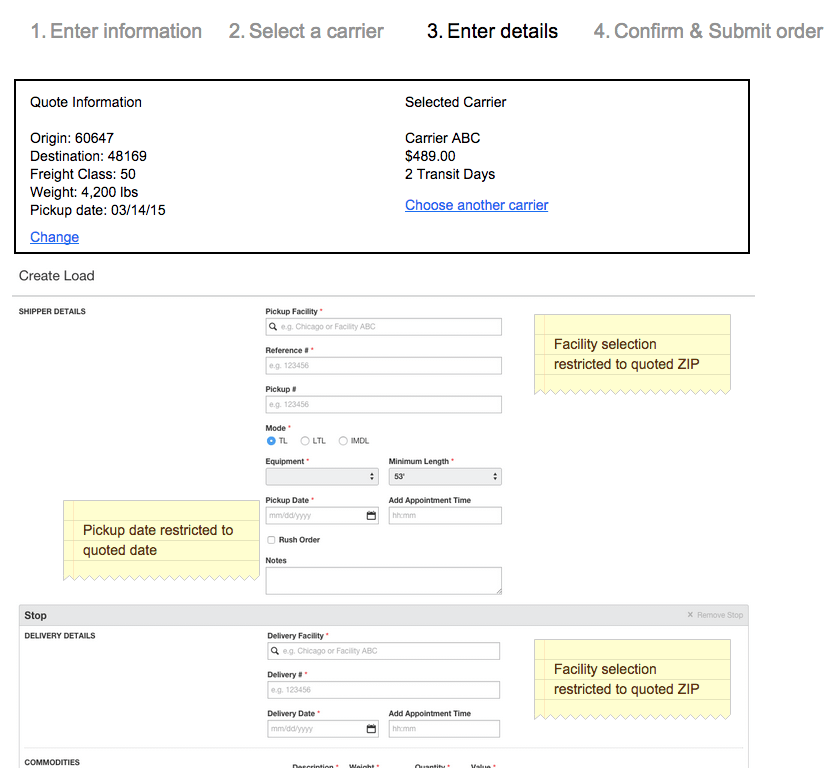 1. Enter information 2. Select a carrier 3. Enter details 4. Confirm & Submit order
Quote Information
Origin: 60647
Destination: 48169
Freight Class: 50
Weight: 4,200 lbs
Pickup date: 03/14/15
Change
Selected Carrier
Carrier ABC
$489.00
2 Transit Days
Choose another carrier
Create Load
SHIPPER DETAILS
Pickup Facility *
e.g. Chicago or Facility ABC
Facility selection
restricted to quoted ZIP
Reference # *
e.g. 123456
Pickup #
e.g. 123456
Mode *
TL LTL IMDL
Equipment * Minimum Length *
53'
Pickup Date * Add Appointment Time
mm/dd/yyyy hh:mm
Pickup date restricted to
quoted date
Rush Order
Notes
Stop × Remove Stop
DELIVERY DETAILS
Delivery Facility *
e.g. Chicago or Facility ABC
Facility selection
restricted to quoted ZIP
Delivery # *
e.g. 123456
Delivery Date * Add Appointment Time
mm/dd/yyyy hh:mm
COMMODITIES
Description * Weight * Quantity * Value *